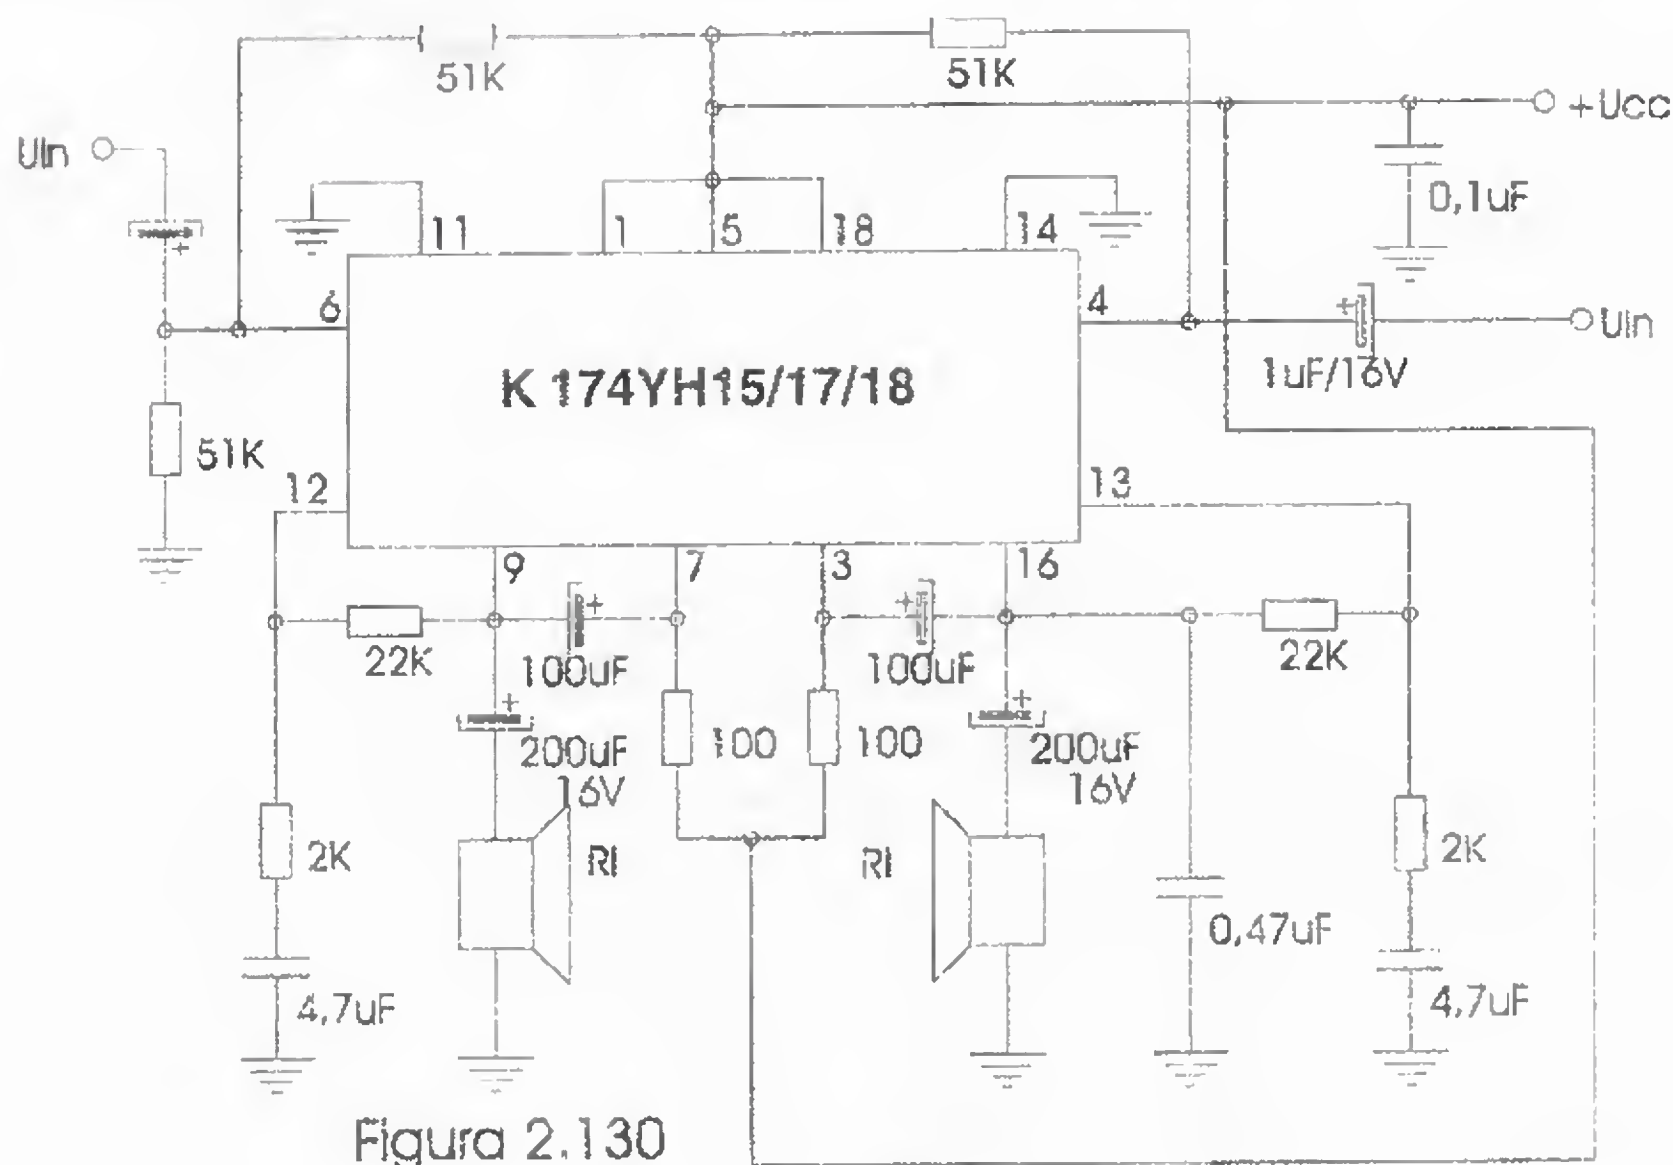 51K
51K
+Ucc
UIn
0,1uF
11
1
5
18
14
6
4
UIn
1uF/16V
K 174YH15/17/18
51K
12
13
9
7
3
16
22K
100uF
100uF
22K
200uF
16V
100
100
200uF
16V
2K
Rl
Rl
2K
0,47uF
4,7uF
4,7uF
Figura 2.130